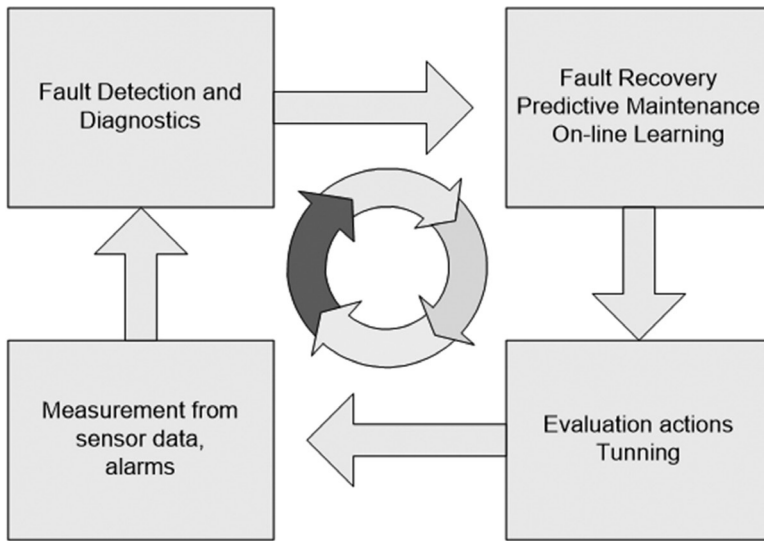 Fault Detection and
Diagnostics
Fault Recovery
Predictive Maintenance
On-line Learning
Measurement from
sensor data,
alarms
Evaluation actions
Tunning